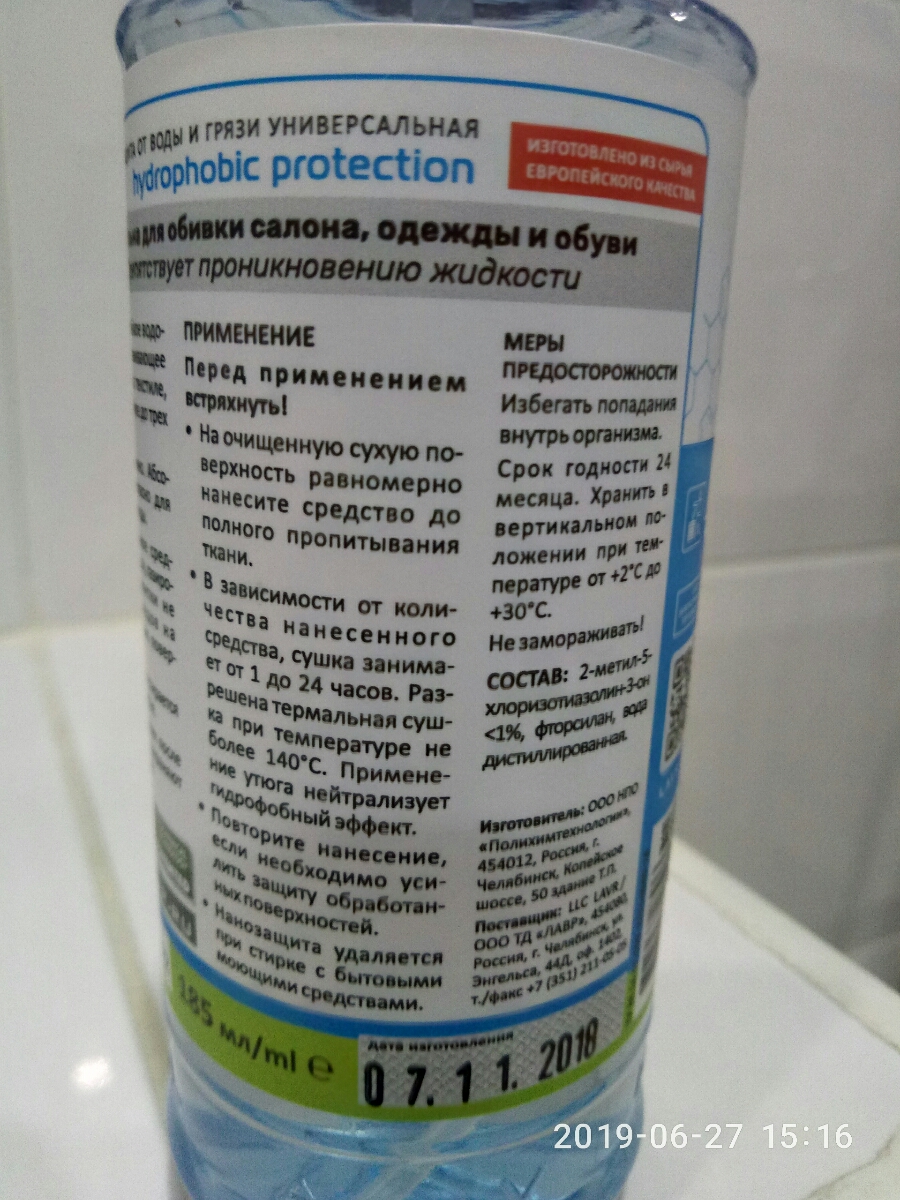 ОТ ВОДЫ И ГРЯЗИ УНИВЕРСАЛЬНАЯ
hydrophobic protection
ИЗГОТОВЛЕНО ИЗ СЫРЬЯ
ЕВРОПЕЙСКОГО КАЧЕСТВА
для обивки салона, одежды и обуви
проникновению жидкости
ПРИМЕНЕНИЕ
Перед применением
встряхнуть!
• На очищенную сухую по-
верхность равномерно
нанесите средство до
полного пропитывания
ткани.
• В зависимости от коли-
чества нанесенного
средства, сушка занима-
ет от 1 до 24 часов. Раз-
решена термальная суш-
ка при температуре не
более 140°С. Примене-
ние утюга нейтрализует
гидрофобный эффект.
• Повторите нанесение,
если необходимо уси-
лить защиту обработан-
ных поверхностей.
• Нанозащита удаляется
при стирке с бытовыми
моющими средствами.
МЕРЫ
ПРЕДОСТОРОЖНОСТИ
Избегать попадания
внутрь организма.
Срок годности 24
месяца. Хранить в
вертикальном по-
ложении при тем-
пературе от +2°С до
+30°С.
Не замораживать!
СОСТАВ: 2-метил-5-
хлоризотиазолин-3-он
<1%, фторсилан, вода
дистиллированная.
Изготовитель: ООО НПО
«Полихимтехнологии»,
454012, Россия, г.
Челябинск, Копейское
шоссе, 50 здание Т.П.
Поставщик: LLC LAVR/
ООО ТД «ЛАВР», 454080,
Россия, г. Челябинск, ул.
Энгельса, 44Д, оф. 1402,
т./факс +7 (351) 211-05-05
185 мл/ml ℮
дата изготовления
07.11.2018
2019-06-27 15:16